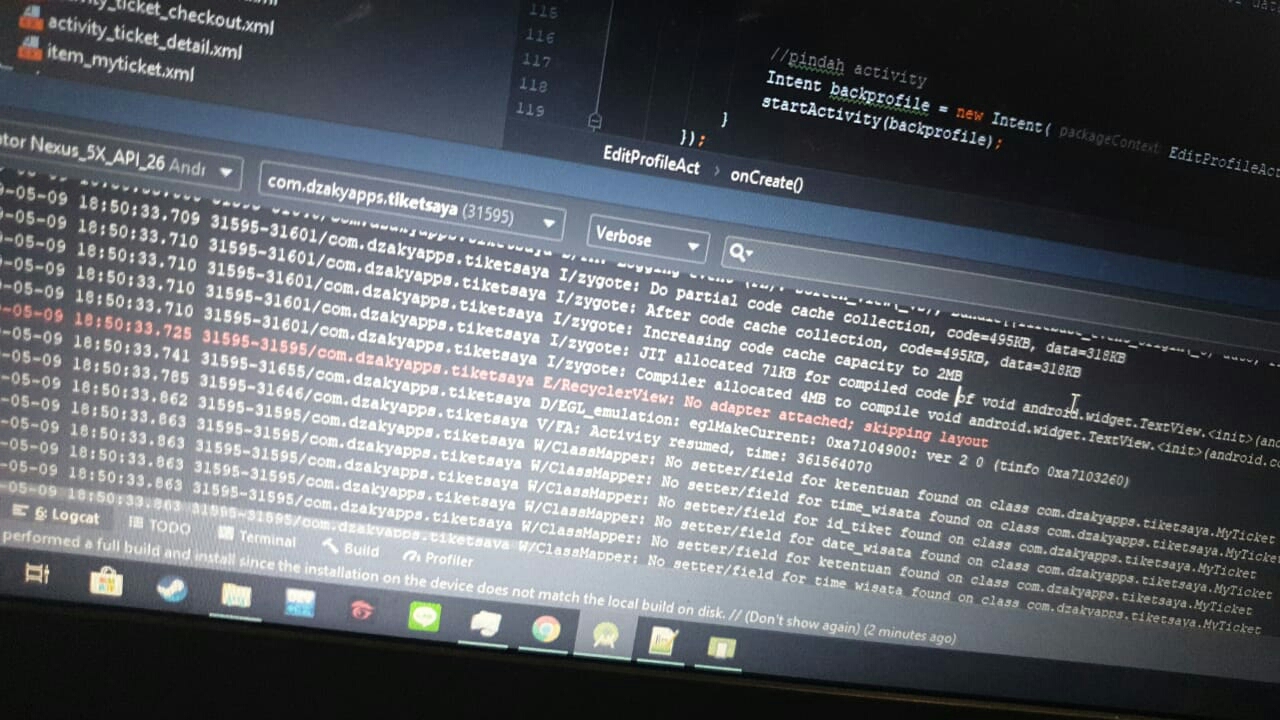 ty_ticket_checkout.xml
activity_ticket_detail.xml
item_myticket.xml
115
116
117
118
119
//pindah activity
Intent backprofile = new Intent( packageContext: EditProfileAct
startActivity(backprofile);
}
});
EditProfileAct > onCreate()
ator Nexus_5X_API_26 Andr
com.dzakyapps.tiketsaya (31595)
Verbose
-05-09 18:50:33.709 31595-31601/com.dzakyapps.tiketsaya I/zygote: Do partial code cache collection, code=495KB, data=318KB
-05-09 18:50:33.710 31595-31601/com.dzakyapps.tiketsaya I/zygote: After code cache collection, code=495KB, data=318KB
-05-09 18:50:33.710 31595-31601/com.dzakyapps.tiketsaya I/zygote: Increasing code cache capacity to 2MB
-05-09 18:50:33.710 31595-31601/com.dzakyapps.tiketsaya I/zygote: JIT allocated 71KB for compiled code of void android.widget.TextView.<init>(and
-05-09 18:50:33.710 31595-31601/com.dzakyapps.tiketsaya I/zygote: Compiler allocated 4MB to compile void android.widget.TextView.<init>(android.co
-05-09 18:50:33.725 31595-31595/com.dzakyapps.tiketsaya E/RecyclerView: No adapter attached; skipping layout
-05-09 18:50:33.741 31595-31655/com.dzakyapps.tiketsaya D/EGL_emulation: eglMakeCurrent: 0xa7104900: ver 2 0 (tinfo 0xa7103260)
-05-09 18:50:33.785 31595-31646/com.dzakyapps.tiketsaya V/FA: Activity resumed, time: 361564070
-05-09 18:50:33.862 31595-31595/com.dzakyapps.tiketsaya W/ClassMapper: No setter/field for ketentuan found on class com.dzakyapps.tiketsaya.MyTicket
-05-09 18:50:33.863 31595-31595/com.dzakyapps.tiketsaya W/ClassMapper: No setter/field for time_wisata found on class com.dzakyapps.tiketsaya.MyTicke
-05-09 18:50:33.863 31595-31595/com.dzakyapps.tiketsaya W/ClassMapper: No setter/field for id_tiket found on class com.dzakyapps.tiketsaya.MyTicket
-05-09 18:50:33.863 31595-31595/com.dzakyapps.tiketsaya W/ClassMapper: No setter/field for date_wisata found on class com.dzakyapps.tiketsaya.MyTicket
-05-09 18:50:33.863 31595-31595/com.dzakyapps.tiketsaya W/ClassMapper: No setter/field for ketentuan found on class com.dzakyapps.tiketsaya.MyTicket
-05-09 18:50:33.863 31595-31595/com.dzakyapps.tiketsaya W/ClassMapper: No setter/field for time_wisata found on class com.dzakyapps.tiketsaya.MyTicket
6: Logcat
TODO
Terminal
Build
Profiler
performed a full build and install since the installation on the device does not match the local build on disk. // (Don't show again) (2 minutes ago)